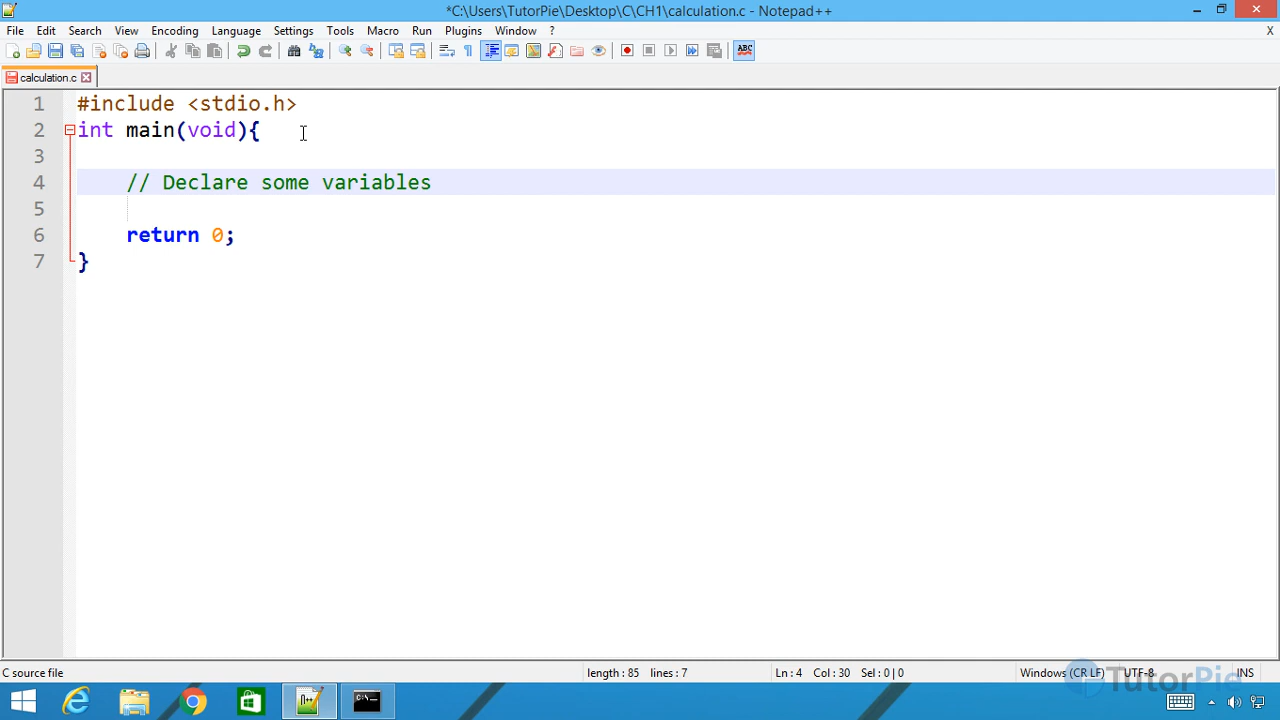 *C:\Users\TutorPie\Desktop\C\CH1\calculation.c - Notepad++
File Edit Search View Encoding Language Settings Tools Macro Run Plugins Window ? X
ABC
calculation.c
1 #include <stdio.h>
2 int main(void){
3
4 // Declare some variables
5
6 return 0;
7 }
C source file length : 85 lines : 7 Ln : 4 Col : 30 Sel : 0 | 0 Windows (CR LF) UTF-8 INS
TutorPie